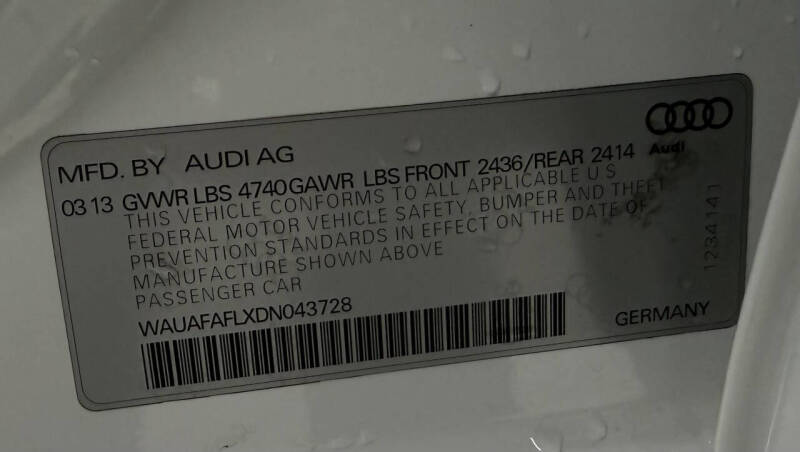 MFD. BY AUDI AG
Audi
03 13 GVWR LBS 4740 GAWR LBS FRONT 2436/REAR 2414
THIS VEHICLE CONFORMS TO ALL APPLICABLE U S
FEDERAL MOTOR VEHICLE SAFETY, BUMPER AND THEFT
PREVENTION STANDARDS IN EFFECT ON THE DATE OF
MANUFACTURE SHOWN ABOVE
PASSENGER CAR
WAUAFAFLXDN043728
GERMANY
1234141